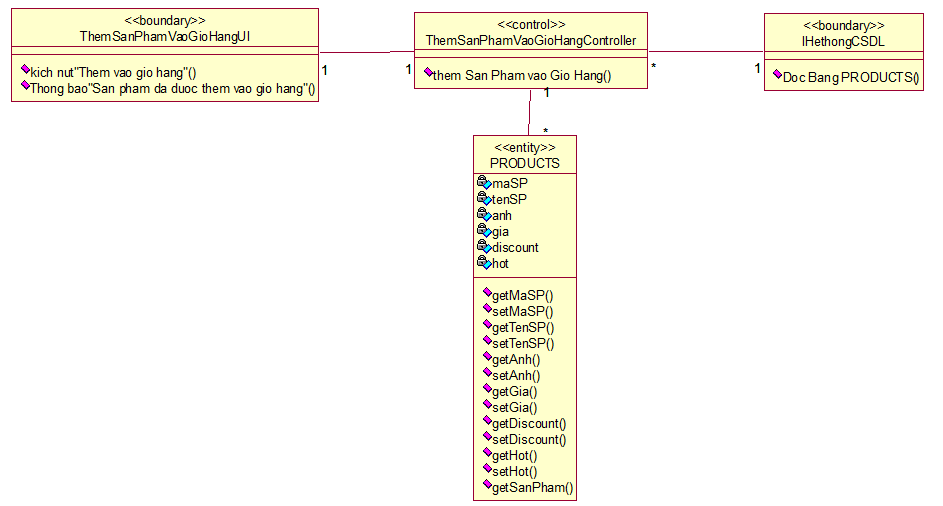 <<boundary>>
ThemSanPhamVaoGioHangUI
kich nut"Them vao gio hang"()
Thong bao"San pham da duoc them vao gio hang"()
1
1
<<control>>
ThemSanPhamVaoGioHangController
them San Pham vao Gio Hang()
*
1
<<boundary>>
IHethongCSDL
Doc Bang PRODUCTS()
1
*
<<entity>>
PRODUCTS
maSP
tenSP
anh
gia
discount
hot
getMaSP()
setMaSP()
getTenSP()
setTenSP()
getAnh()
setAnh()
getGia()
setGia()
getDiscount()
setDiscount()
getHot()
setHot()
getSanPham()